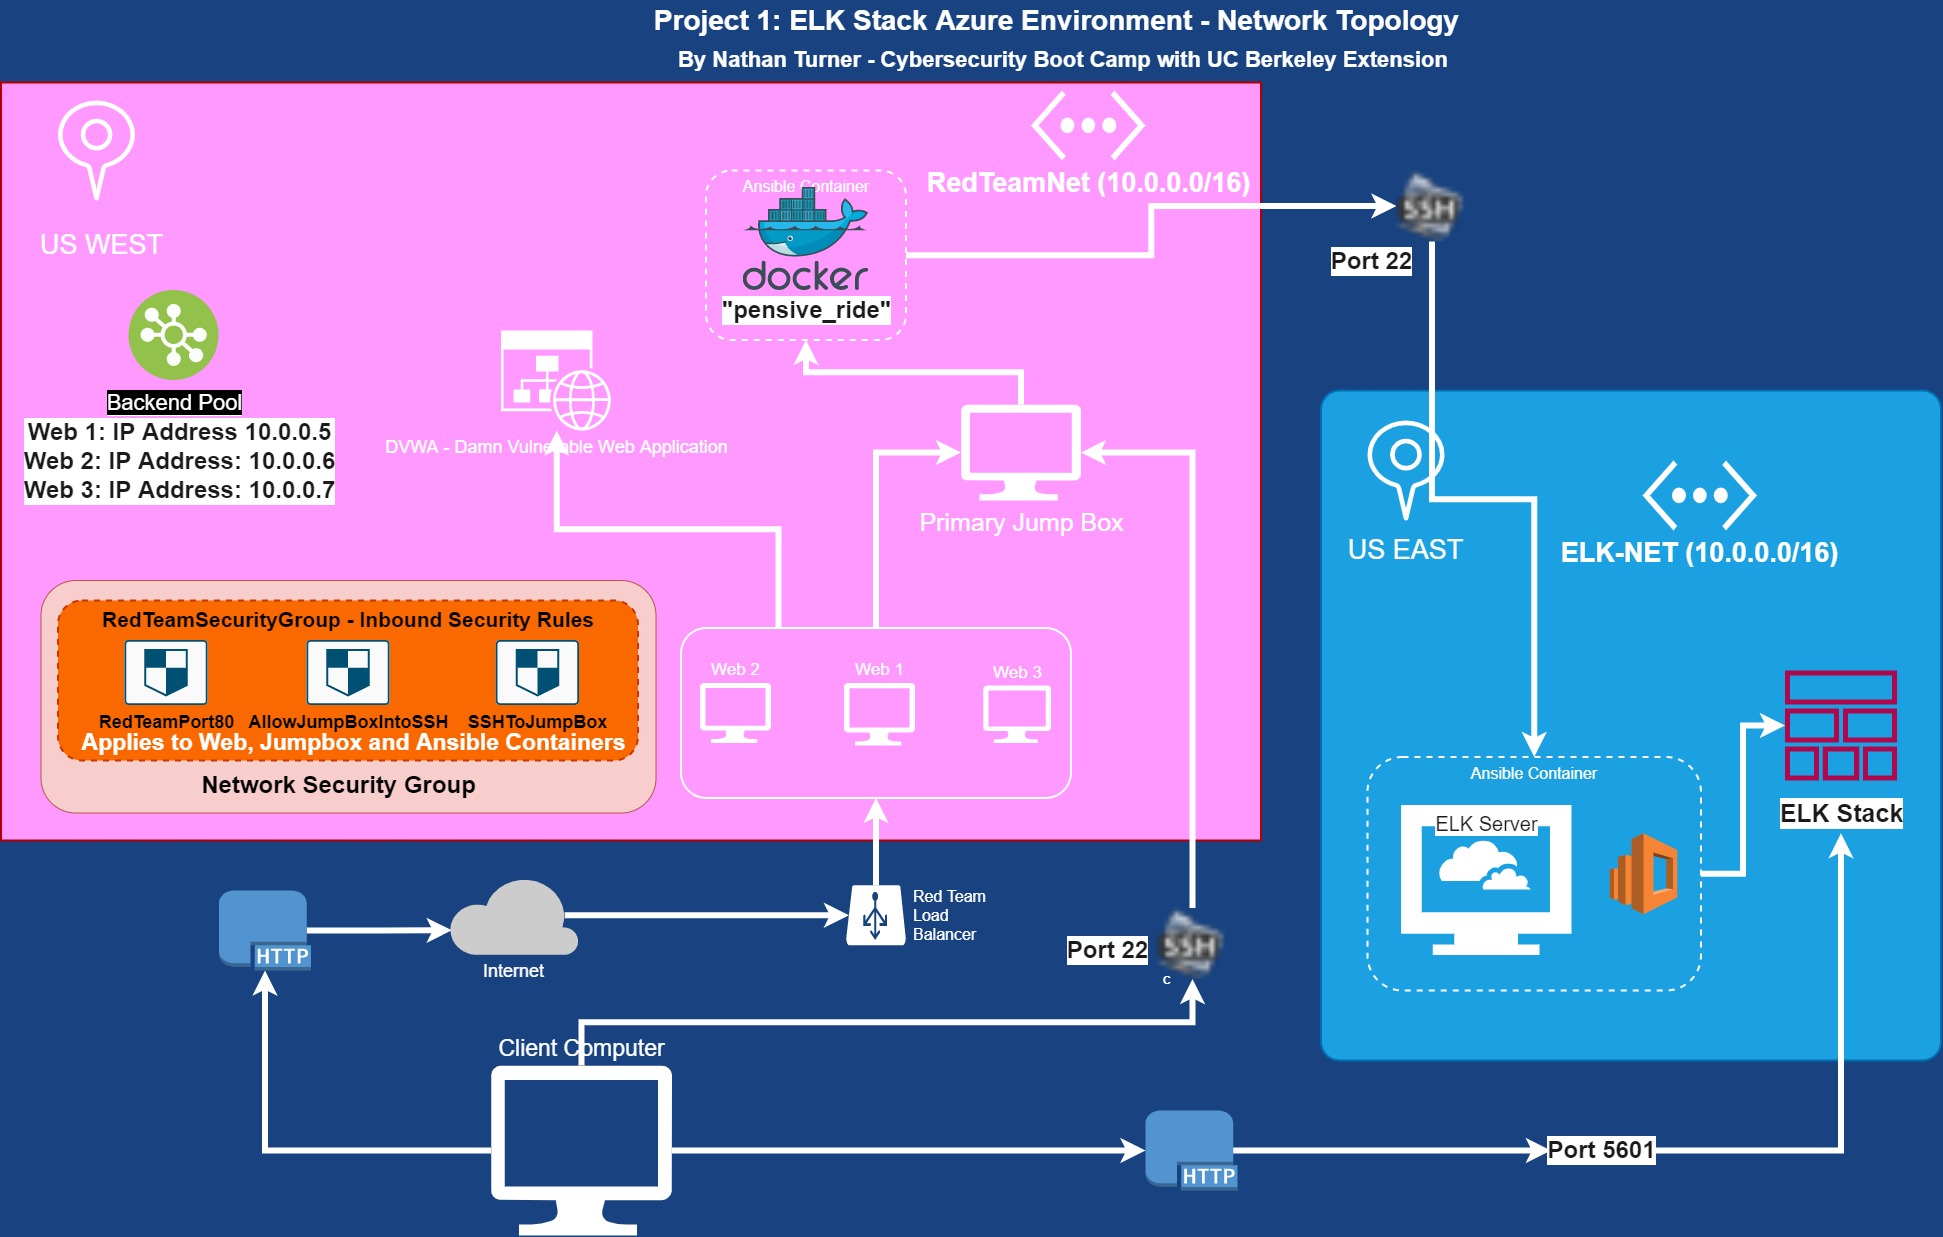 Project 1: ELK Stack Azure Environment - Network Topology
By Nathan Turner - Cybersecurity Boot Camp with UC Berkeley Extension
US WEST
RedTeamNet (10.0.0.0/16)
Ansible Container
docker
"pensive_ride"
SSH
Port 22
Backend Pool
Web 1: IP Address 10.0.0.5
Web 2: IP Address: 10.0.0.6
Web 3: IP Address: 10.0.0.7
DVWA - Damn Vulnerable Web Application
Primary Jump Box
US EAST
ELK-NET (10.0.0.0/16)
RedTeamSecurityGroup - Inbound Security Rules
RedTeamPort80
AllowJumpBoxIntoSSH
SSHToJumpBox
Applies to Web, Jumpbox and Ansible Containers
Network Security Group
Web 2
Web 1
Web 3
Ansible Container
ELK Server
ELK Stack
HTTP
Internet
Red Team
Load
Balancer
Port 22
SSH
c
Client Computer
HTTP
Port 5601